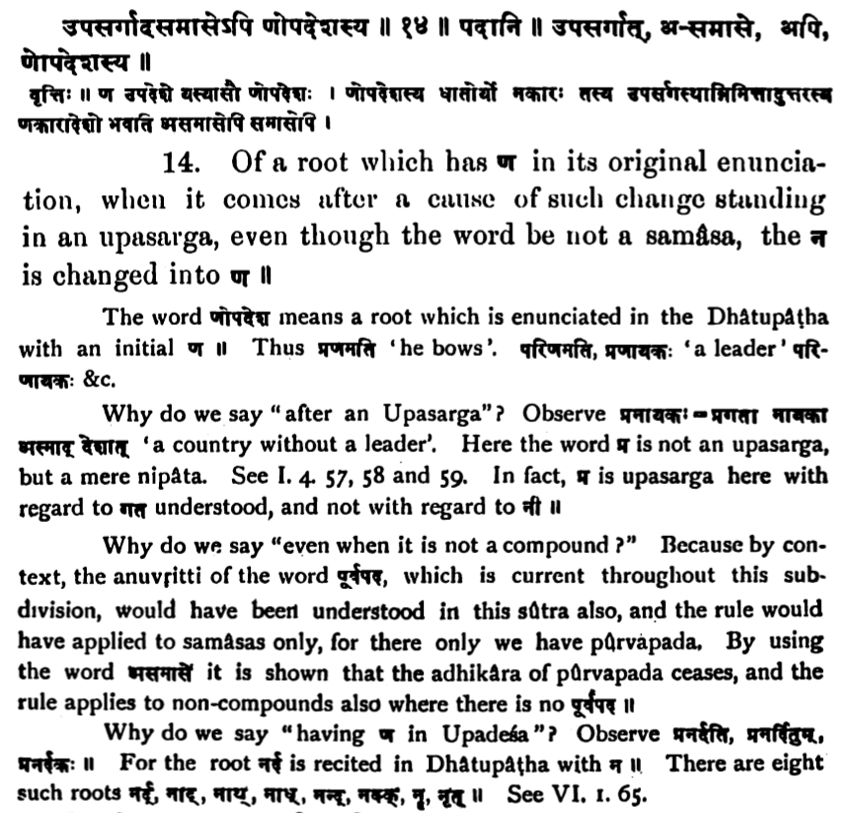 उपसर्गादसमासेऽपि णोपदेशस्य ॥ १४ ॥ पदानि ॥ उपसर्गात्, अ-समासे, अपि,
णोपदेशस्य ॥
वृत्तिः ॥ ण उपदेशे यस्यासौ णोपदेशः । णोपदेशस्य धातोर्यो नकारः तस्य उपसर्गस्थान्निमित्तादुत्तरस्य
णकारादेशो भवति असमासेपि समासेपि ।
14. Of a root which has ण in its original enuncia-
tion, when it comes after a cause of such change standing
in an upasarga, even though the word be not a samâsa, the न
is changed into ण ॥
The word णोपदेश means a root which is enunciated in the Dhâtupâṭha
with an initial ण ॥ Thus प्रणमति 'he bows'. परिणमति, प्रणायकः 'a leader' परि-
णायकः &c.
Why do we say "after an Upasarga"? Observe प्रनायकः = प्रगता नायका
अस्माद् देशात् 'a country without a leader'. Here the word प्र is not an upasarga,
but a mere nipâta. See I. 4. 57, 58 and 59. In fact, प्र is upasarga here with
regard to गत understood, and not with regard to नी ॥
Why do we say "even when it is not a compound?" Because by con-
text, the anuvṛitti of the word पूर्वपद, which is current throughout this sub-
division, would have been understood in this sûtra also, and the rule would
have applied to samâsas only, for there only we have pûrvapada. By using
the word असमासे it is shown that the adhikâra of pûrvapada ceases, and the
rule applies to non-compounds also where there is no पूर्वपद ॥
Why do we say "having ण in Upadeśa"? Observe प्रनर्दति, प्रनर्दितुम्,
प्रनर्दकः ॥ For the root नर्द is recited in Dhâtupâṭha with न ॥ There are eight
such roots नर्द्, नाट्, नाथ्, नाध्, नन्द्, नक्क्, नॄ, नृत् ॥ See VI. 1. 65.